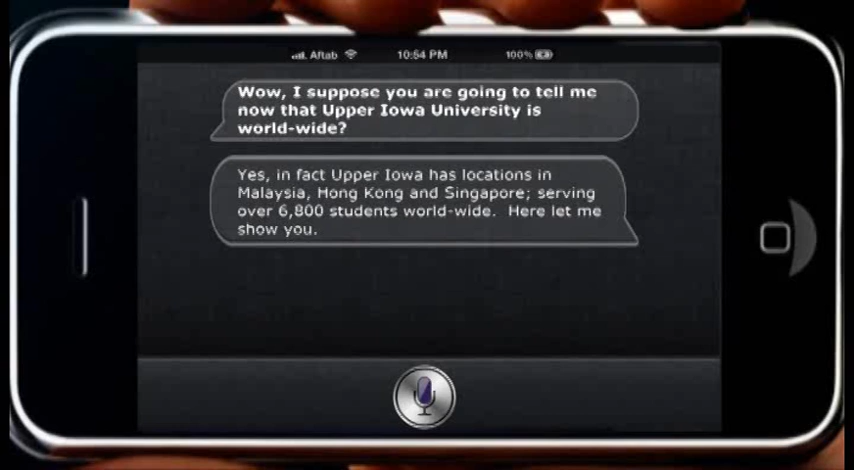 Aftab 10:54 PM 100%
Wow, I suppose you are going to tell me
now that Upper Iowa University is
world-wide?
Yes, in fact Upper Iowa has locations in
Malaysia, Hong Kong and Singapore; serving
over 6,800 students world-wide. Here let me
show you.